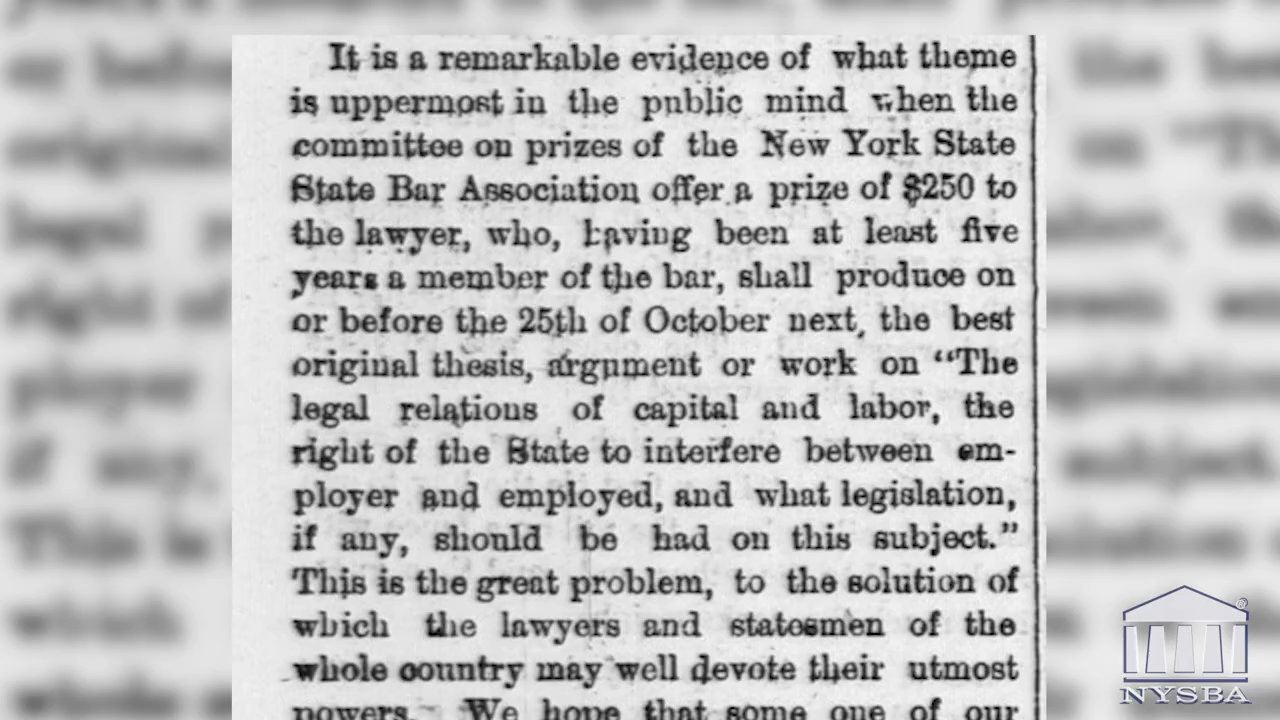 It is a remarkable evidence of what theme
is uppermost in the public mind when the
committee on prizes of the New York State
State Bar Association offer a prize of $250 to
the lawyer, who, having been at least five
years a member of the bar, shall produce on
or before the 25th of October next, the best
original thesis, argument or work on “The
legal relations of capital and labor, the
right of the State to interfere between em-
ployer and employed, and what legislation,
if any, should be had on this subject.”
This is the great problem, to the solution of
which the lawyers and statesmen of the
whole country may well devote their utmost
powers. We hope that some one of our
®
NYSBA